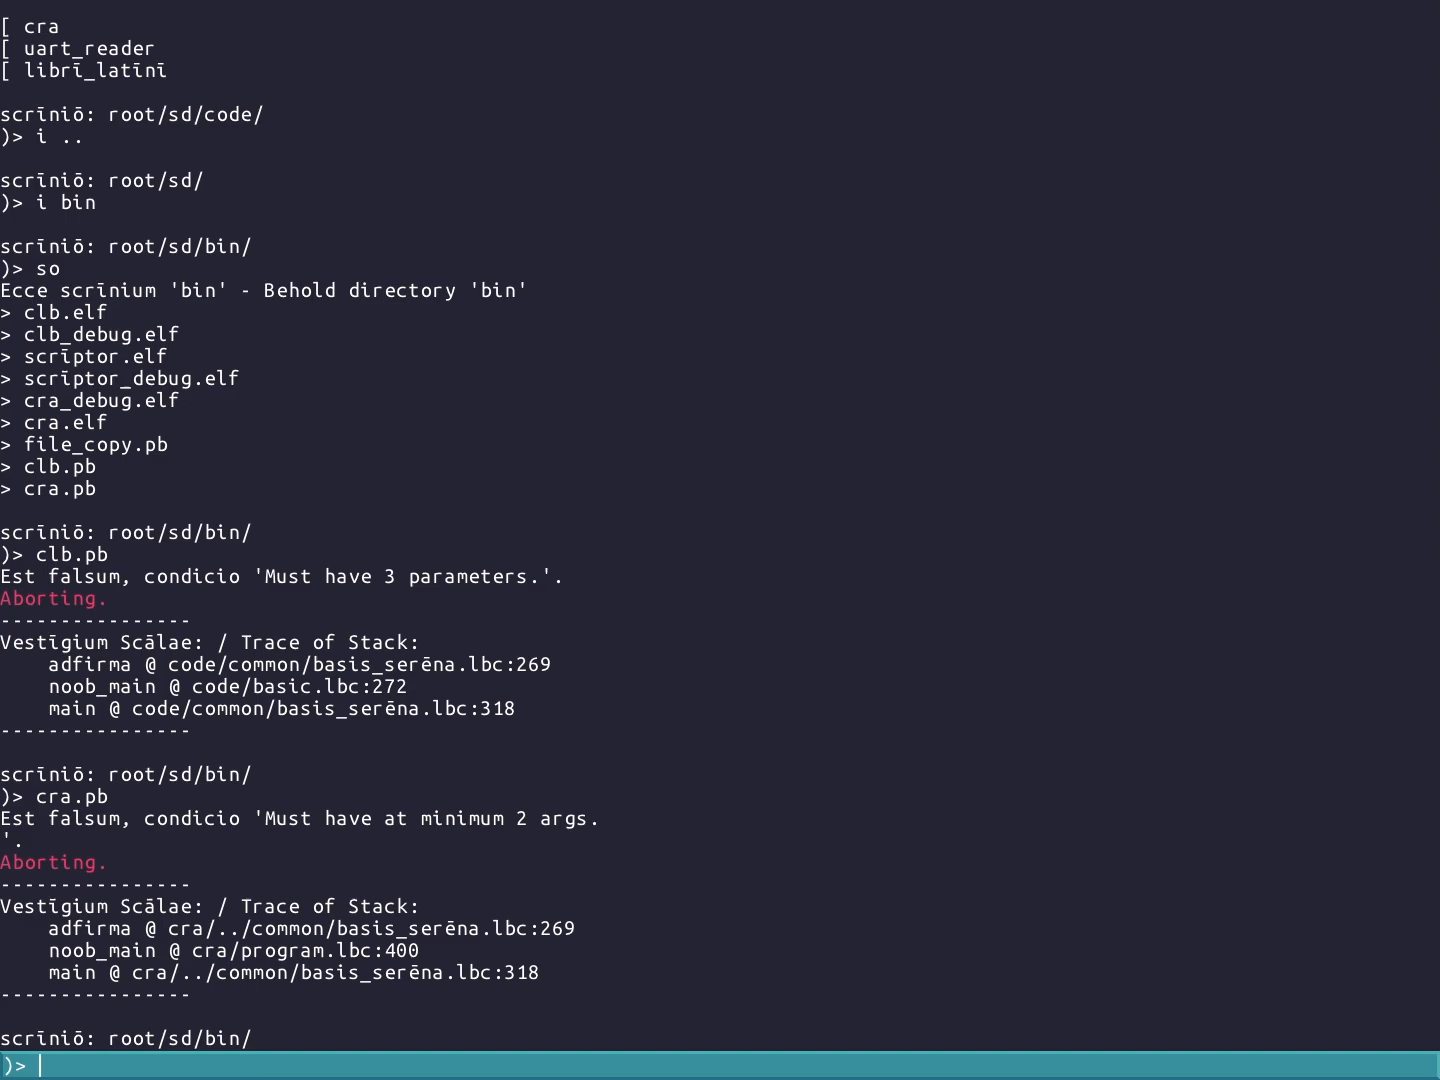 [ cra
[ uart_reader
[ librī_latīnī
scrīniō: root/sd/code/
)> i ..
scrīniō: root/sd/
)> i bin
scrīniō: root/sd/bin/
)> so
Ecce scrīnium 'bin' - Behold directory 'bin'
> clb.elf
> clb_debug.elf
> scrīptor.elf
> scrīptor_debug.elf
> cra_debug.elf
> cra.elf
> file_copy.pb
> clb.pb
> cra.pb
scrīniō: root/sd/bin/
)> clb.pb
Est falsum, condicio 'Must have 3 parameters.'.
Aborting.
----------------
Vestīgium Scālae: / Trace of Stack:
    adfirma @ code/common/basis_serēna.lbc:269
    noob_main @ code/basic.lbc:272
    main @ code/common/basis_serēna.lbc:318
----------------
scrīniō: root/sd/bin/
)> cra.pb
Est falsum, condicio 'Must have at minimum 2 args.
'.
Aborting.
----------------
Vestīgium Scālae: / Trace of Stack:
    adfirma @ cra/../common/basis_serēna.lbc:269
    noob_main @ cra/program.lbc:400
    main @ cra/../common/basis_serēna.lbc:318
----------------
scrīniō: root/sd/bin/
)>